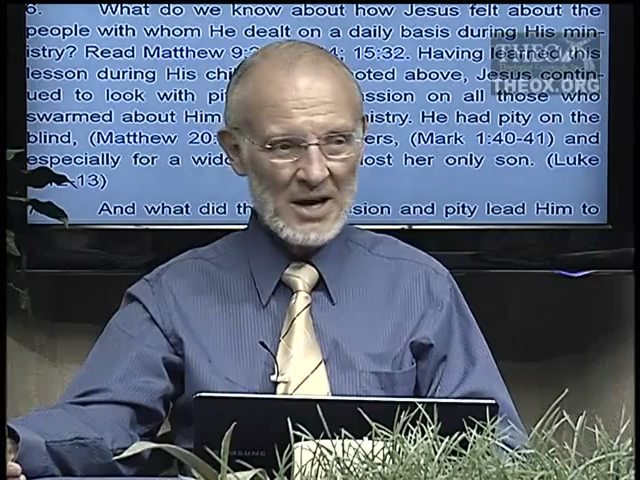 6. What do we know about how Jesus felt about the
people with whom He dealt on a daily basis during His min-
istry? Read Matthew 9:3 4; 15:32. Having learned this
lesson during His chi oted above, Jesus contin-
ued to look with pi ssion on all those who
swarmed about Him istry. He had pity on the
blind, (Matthew 20: ers, (Mark 1:40-41) and
especially for a wid ost her only son. (Luke
13)
7. And what did th ssion and pity lead Him to
THEOX.ORG
SAMSUNG